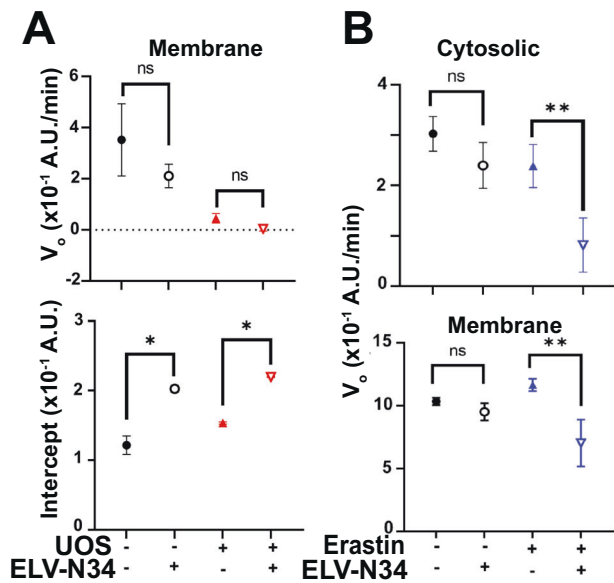 A
Membrane
ns
ns
6
4
2
0
-2
Vo (x10-1 A.U./min)
*
*
3
2
1
0
Intercept (x10-1 A.U.)
UOS - - + +
ELV-N34 - + - +
B
Cytosolic
ns
**
4
2
0
Vo (x10-1 A.U./min)
Membrane
ns
**
15
10
5
0
Erastin - - + +
ELV-N34 - + - +